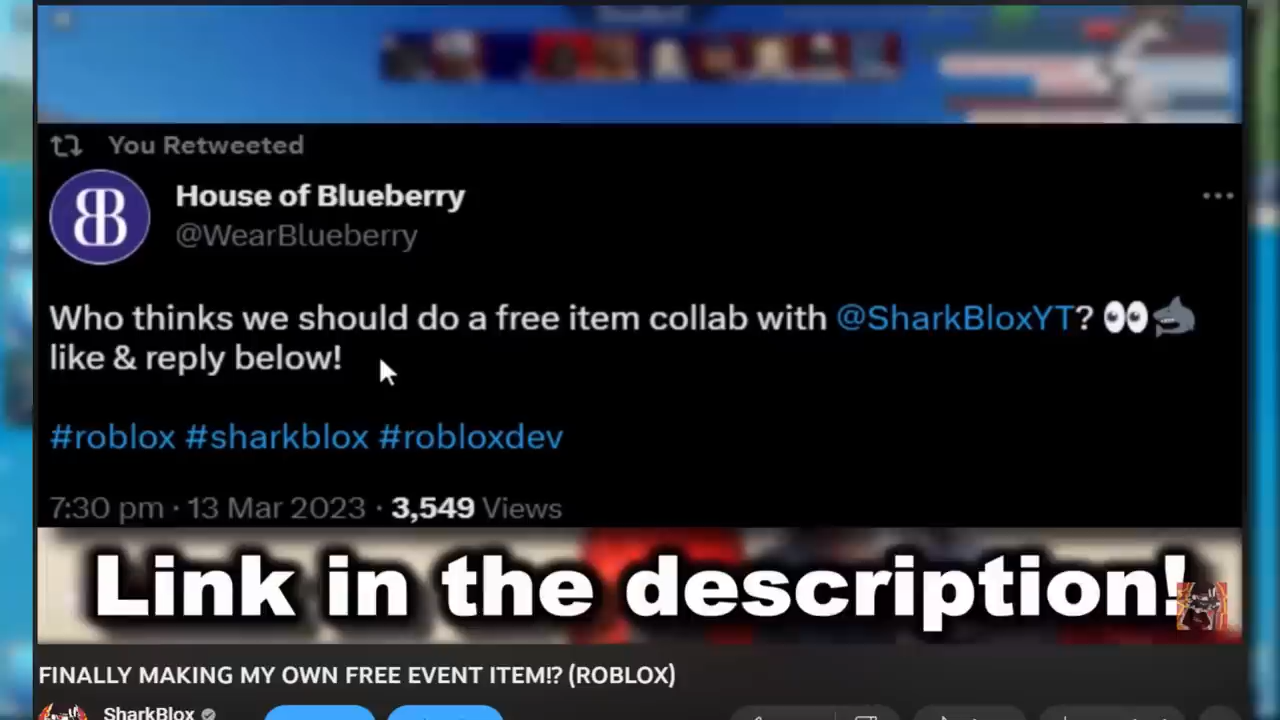 You Retweeted
House of Blueberry
@WearBlueberry
Who thinks we should do a free item collab with @SharkBloxYT? 👀🦈
like & reply below!
#roblox #sharkblox #robloxdev
7:30 pm · 13 Mar 2023 · 3,549 Views
Link in the description!
FINALLY MAKING MY OWN FREE EVENT ITEM!? (ROBLOX)
SharkBlox